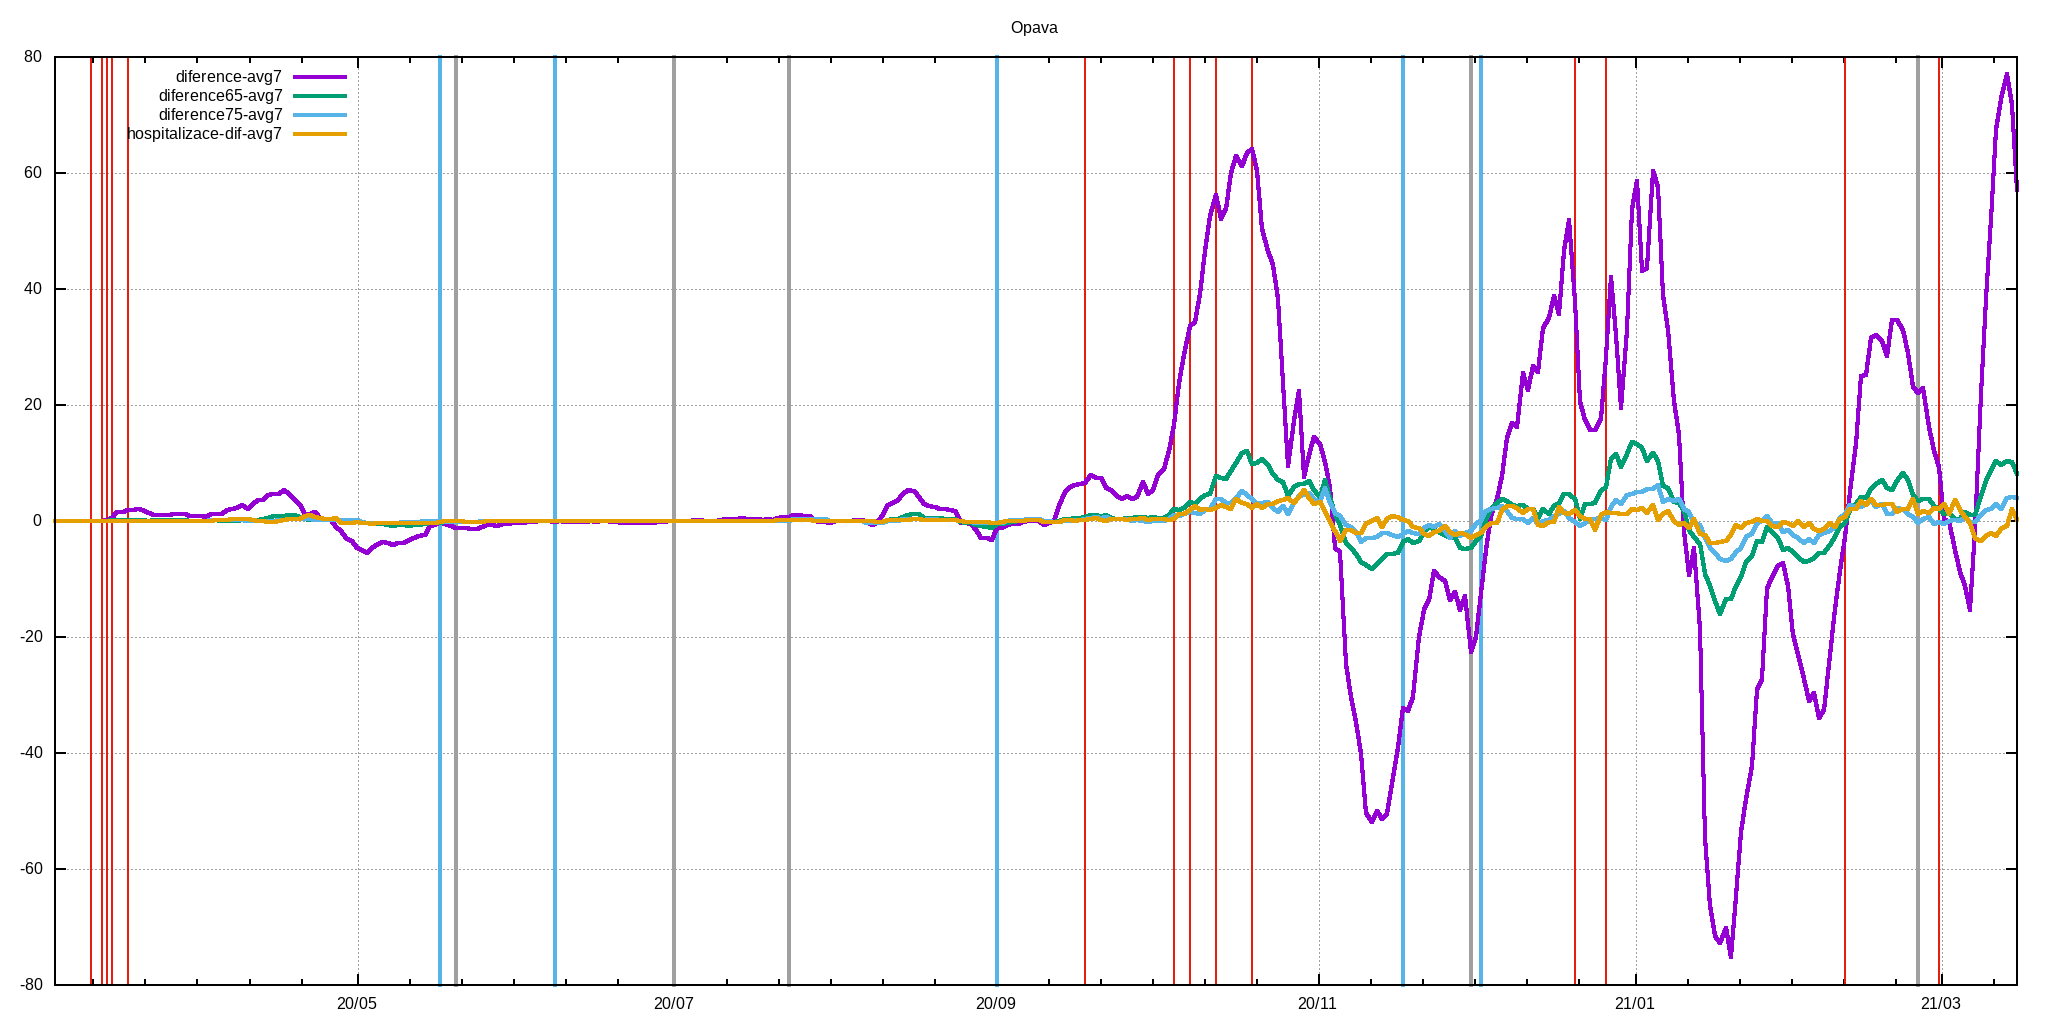 Opava
80
60
40
20
0
-20
-40
-60
-80
diference-avg7
diference65-avg7
diference75-avg7
hospitalizace-dif-avg7
20/05 20/07 20/09 20/11 21/01 21/03